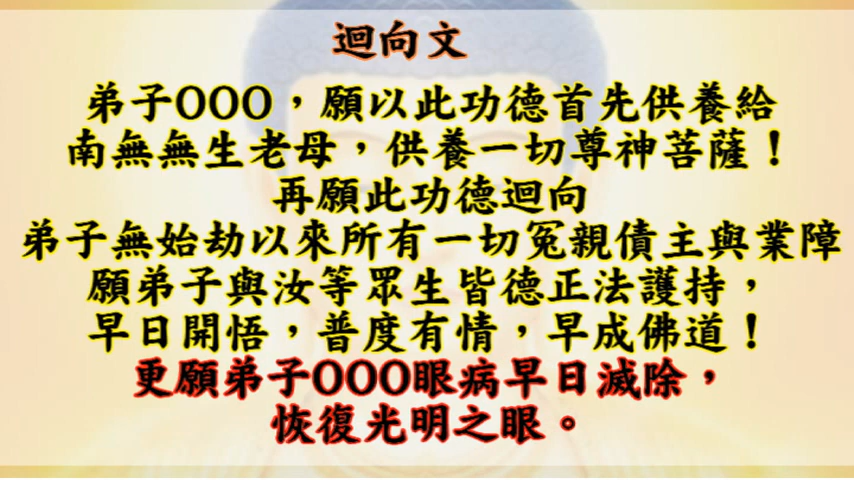 迴向文
弟子OOO，願以此功德首先供養給
南無無生老母，供養一切尊神菩薩！
再願此功德迴向
弟子無始劫以來所有一切冤親債主與業障
願弟子與汝等眾生皆德正法護持，
早日開悟，普度有情，早成佛道！
更願弟子OOO眼病早日滅除，
恢復光明之眼。